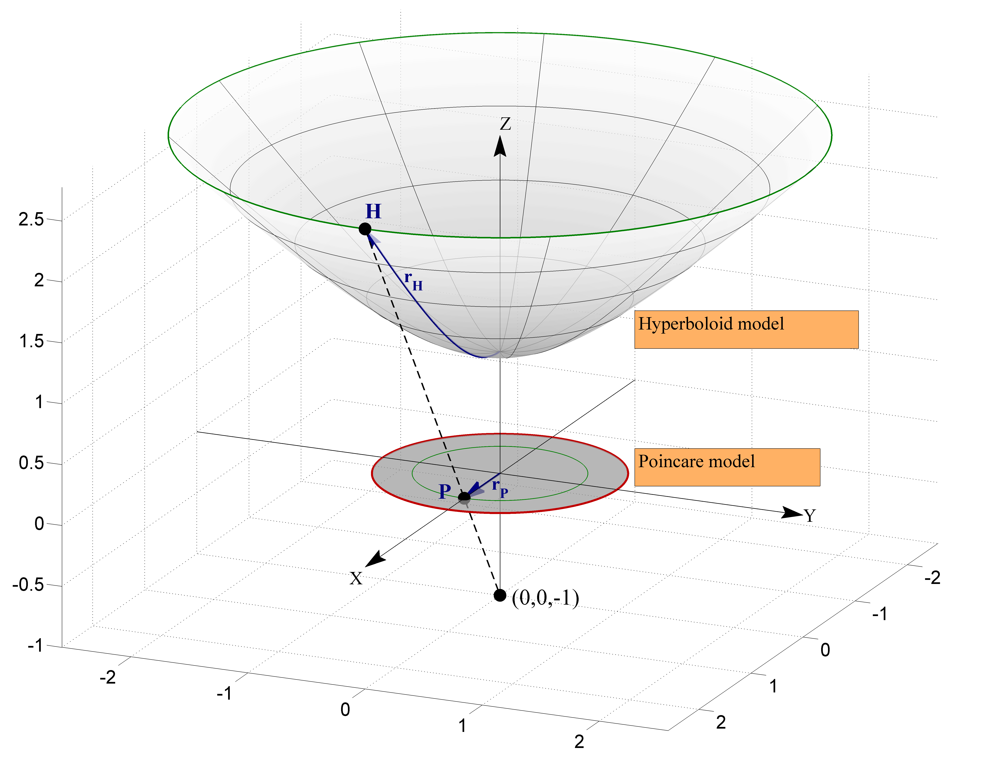 Z
H
2.5
r_H
2
Hyperboloid model
1.5
1
Poincare model
0.5
r_P
P
Y
0
X
-0.5
(0,0,-1)
-2
-1
-1
0
-2
1
-1
2
0
1
2